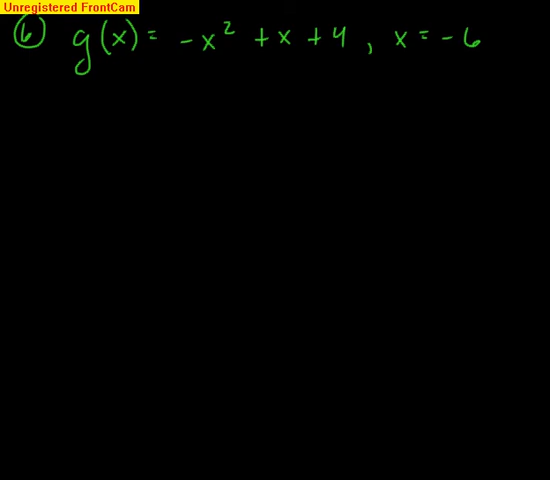 Unregistered FrontCam
⑥ g(x) = -x² + x + 4 , x = -6